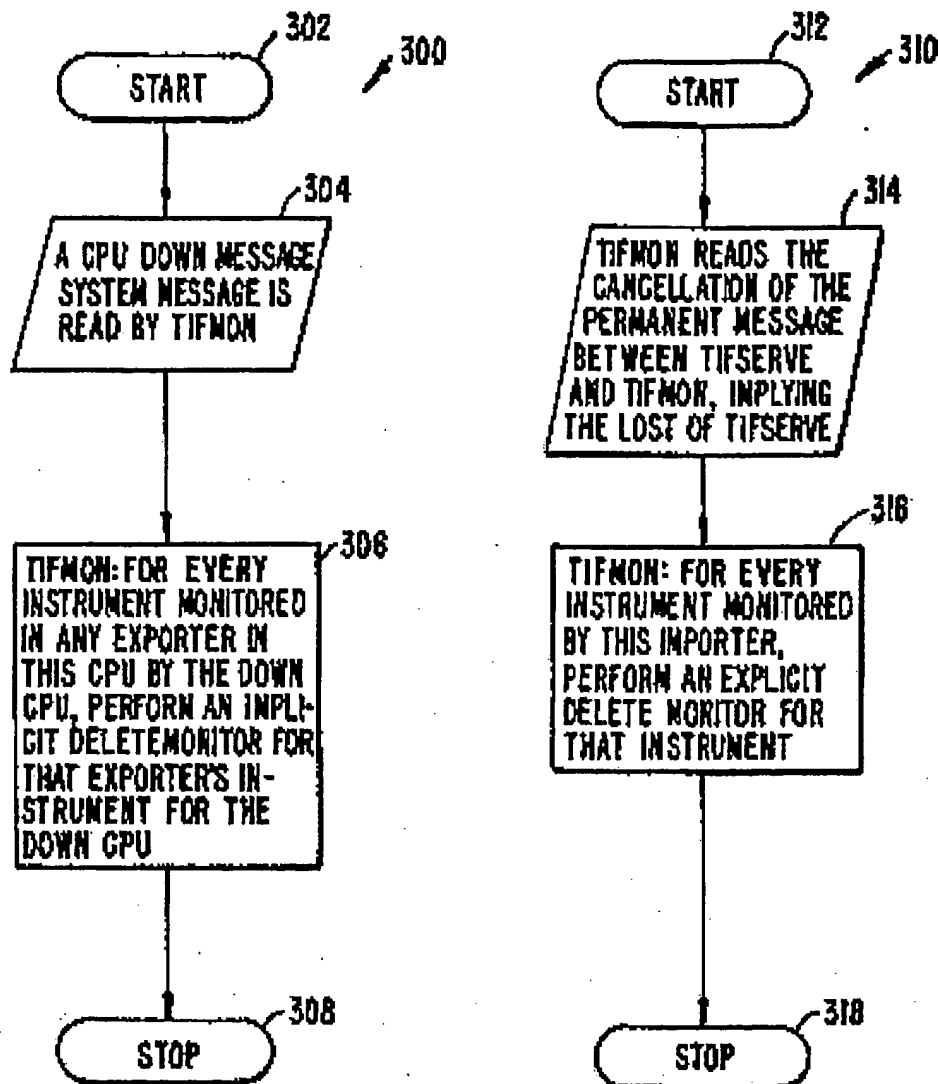 302
300
START
304
A CPU DOWN MESSAGE
SYSTEM MESSAGE IS
READ BY TIFMON
306
TIFMON: FOR EVERY
INSTRUMENT MONITORED
IN ANY EXPORTER IN
THIS CPU BY THE DOWN
CPU, PERFORM AN IMPLI-
CIT DELETEMONITOR FOR
THAT EXPORTER'S IN-
STRUMENT FOR THE
DOWN CPU
308
STOP
312
310
START
314
TIFMON READS THE
CANCELLATION OF THE
PERMANENT MESSAGE
BETWEEN TIFSERVE
AND TIFMON, IMPLYING
THE LOST OF TIFSERVE
316
TIFMON: FOR EVERY
INSTRUMENT MONITORED
BY THIS IMPORTER,
PERFORM AN EXPLICIT
DELETE MONITOR FOR
THAT INSTRUMENT
318
STOP